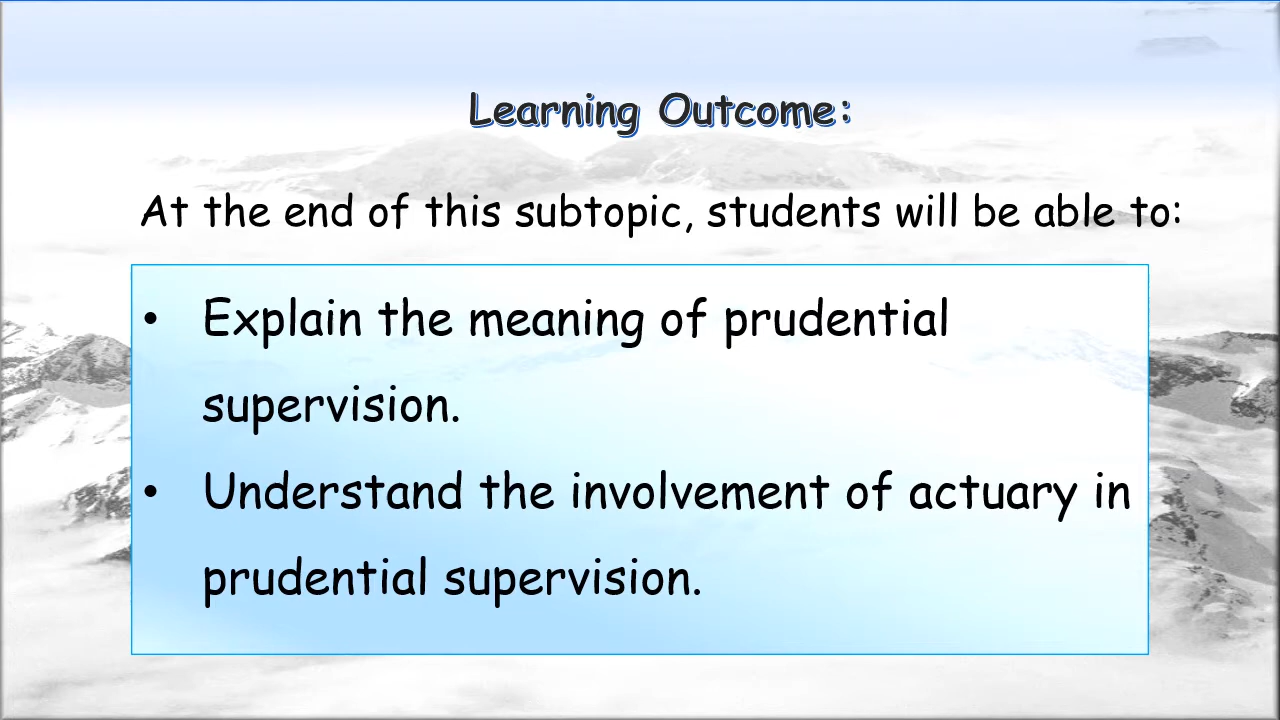 Learning Outcome:
At the end of this subtopic, students will be able to:
• Explain the meaning of prudential
supervision.
• Understand the involvement of actuary in
prudential supervision.